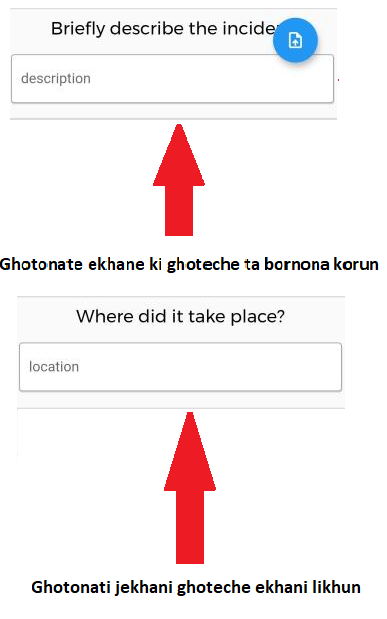 Briefly describe the incide
description
Ghotonate ekhane ki ghoteche ta bornona korun
Where did it take place?
location
Ghotonati jekhani ghoteche ekhani likhun